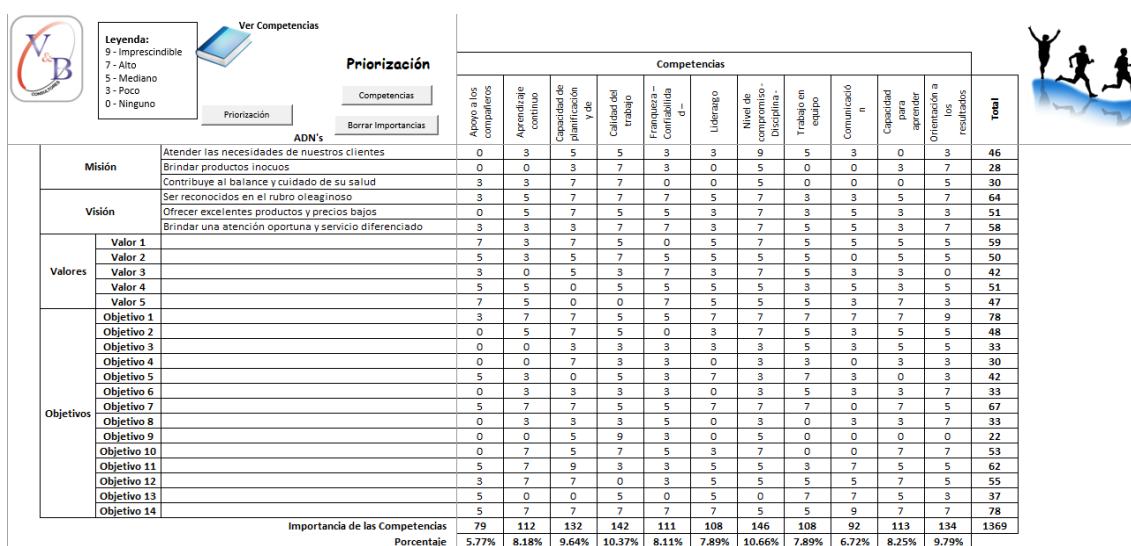 V&B
CONSULTORES
Leyenda:
9 - Imprescindible
7 - Alto
5 - Mediano
3 - Poco
0 - Ninguno
Ver Competencias
Priorización
Priorización
Competencias
Borrar Importancias
ADN's
Competencias
Apoyo a los compañeros
Aprendizaje continuo
Capacidad de planificación y de
Calidad del trabajo
Franqueza – Confiabilidad –
Liderazgo
Nivel de compromiso - Disciplina -
Trabajo en equipo
Comunicación
Capacidad para aprender
Orientación a los resultados
Total
Misión
Atender las necesidades de nuestros clientes 0 3 5 5 3 3 9 5 3 0 3 46
Brindar productos inocuos 0 0 3 7 3 0 5 0 0 3 7 28
Contribuye al balance y cuidado de su salud 3 3 7 7 0 0 5 0 0 0 5 30
Visión
Ser reconocidos en el rubro oleaginoso 3 5 7 7 7 5 7 3 3 5 7 64
Ofrecer excelentes productos y precios bajos 0 5 7 5 5 3 7 3 5 3 3 51
Brindar una atención oportuna y servicio diferenciado 3 3 3 7 7 3 7 5 5 3 7 58
Valores
Valor 1 7 3 7 5 0 5 7 5 5 5 5 59
Valor 2 5 3 5 7 5 5 5 5 0 5 5 50
Valor 3 3 0 5 3 7 3 7 5 3 3 0 42
Valor 4 5 5 0 5 5 5 5 3 5 3 5 51
Valor 5 7 5 0 0 7 5 5 5 3 7 3 47
Objetivos
Objetivo 1 3 7 7 5 5 7 7 7 7 7 9 78
Objetivo 2 0 5 7 5 0 3 7 5 3 5 5 48
Objetivo 3 0 0 3 3 3 3 3 5 3 5 5 33
Objetivo 4 0 0 7 3 3 0 3 3 0 3 3 30
Objetivo 5 5 3 0 5 3 7 3 7 3 0 3 42
Objetivo 6 0 3 3 3 3 0 3 5 3 3 7 33
Objetivo 7 5 7 7 5 5 7 7 7 0 7 5 67
Objetivo 8 0 3 3 3 5 0 3 0 3 3 7 33
Objetivo 9 0 0 5 9 3 0 5 0 0 0 0 22
Objetivo 10 0 7 5 7 5 3 7 0 0 7 7 53
Objetivo 11 5 7 9 3 3 5 5 3 7 5 5 62
Objetivo 12 3 7 7 0 3 5 5 5 5 7 5 55
Objetivo 13 5 0 0 5 0 5 0 7 7 5 3 37
Objetivo 14 5 7 7 7 7 7 5 5 9 7 7 78
Importancia de las Competencias 79 112 132 142 111 108 146 108 92 113 134 1369
Porcentaje 5.77% 8.18% 9.64% 10.37% 8.11% 7.89% 10.66% 7.89% 6.72% 8.25% 9.79%